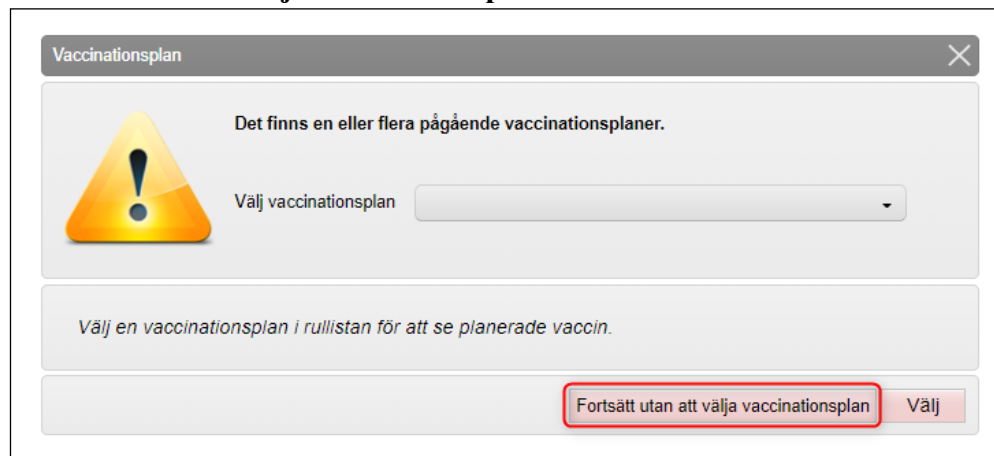 Vaccinationsplan
Det finns en eller flera pågående vaccinationsplaner.
Välj vaccinationsplan
Välj en vaccinationsplan i rullistan för att se planerade vaccin.
Fortsätt utan att välja vaccinationsplan Välj